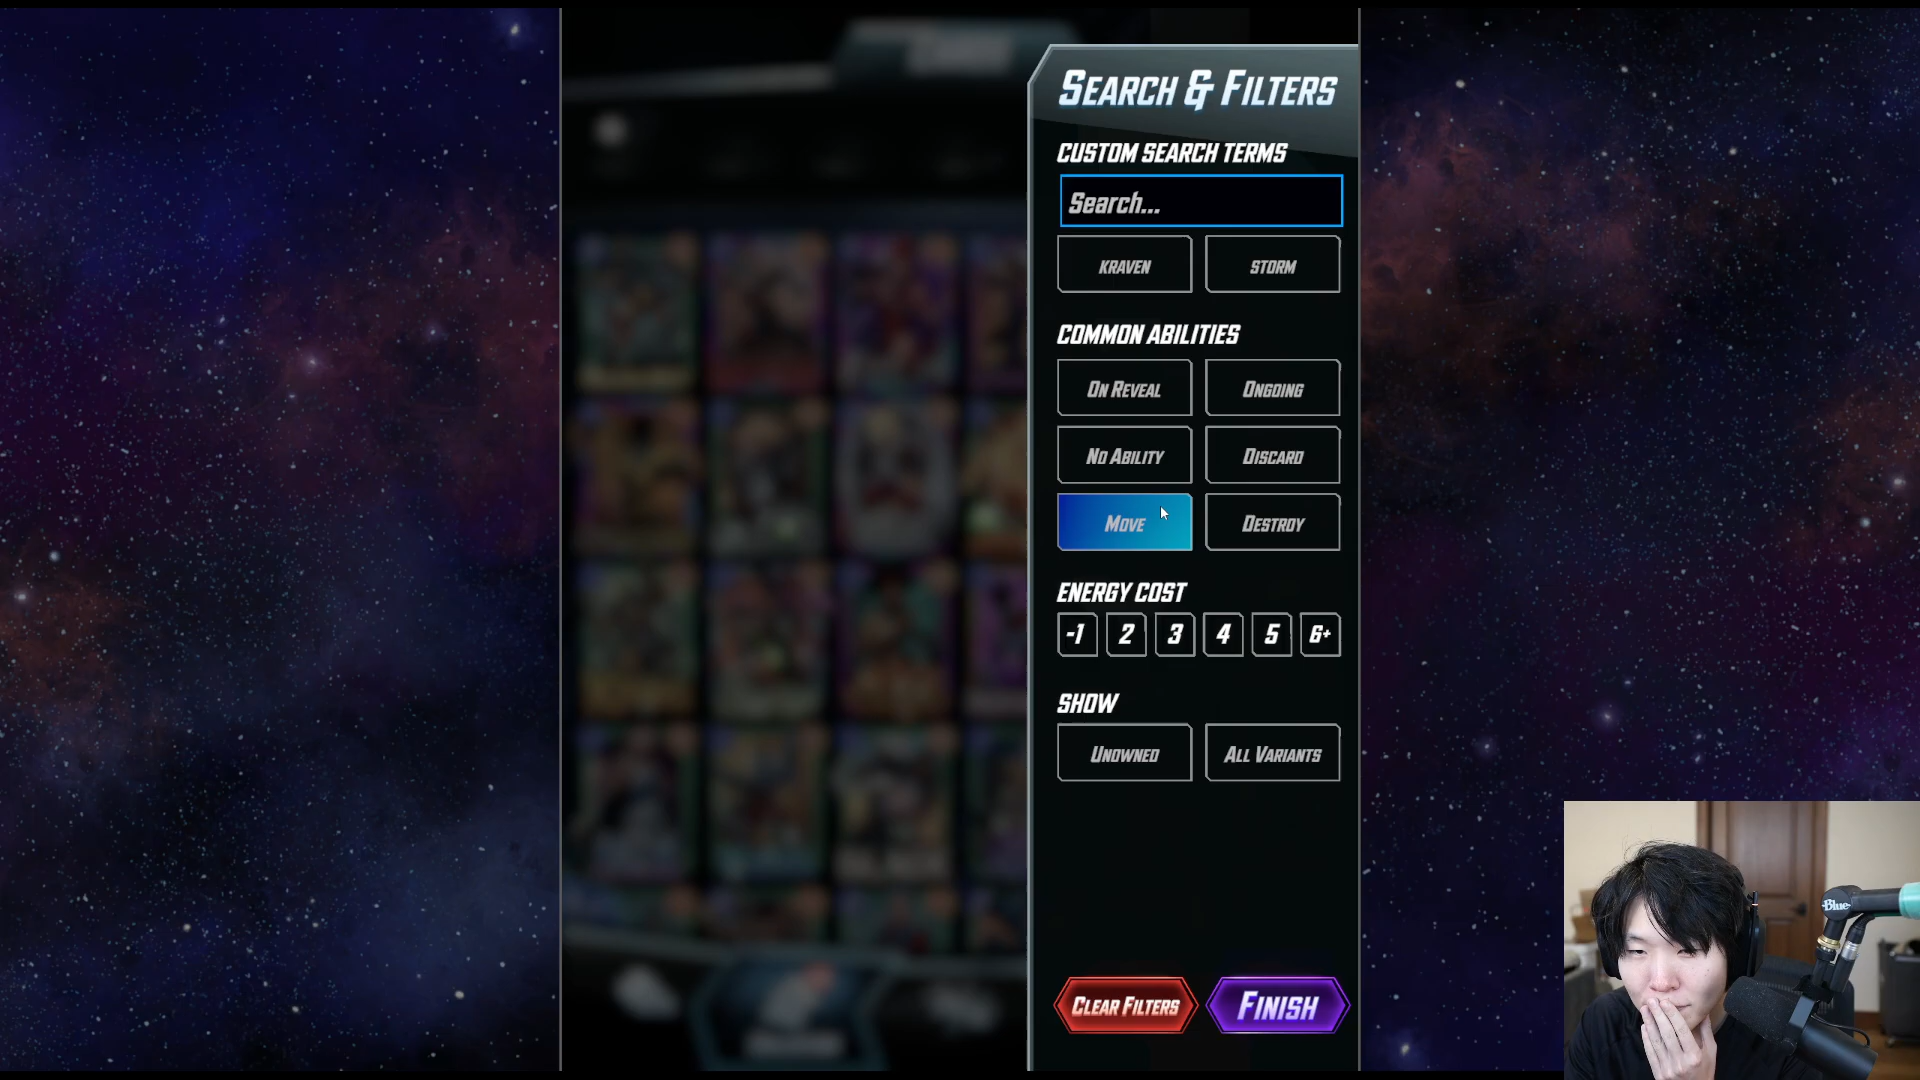 SEARCH & FILTERS
CUSTOM SEARCH TERMS
Search...
KRAVEN STORM
COMMON ABILITIES
ON REVEAL ONGOING
NO ABILITY DISCARD
MOVE DESTROY
ENERGY COST
-1 2 3 4 5 6+
SHOW
UNOWNED ALL VARIANTS
CLEAR FILTERS FINISH
Blue